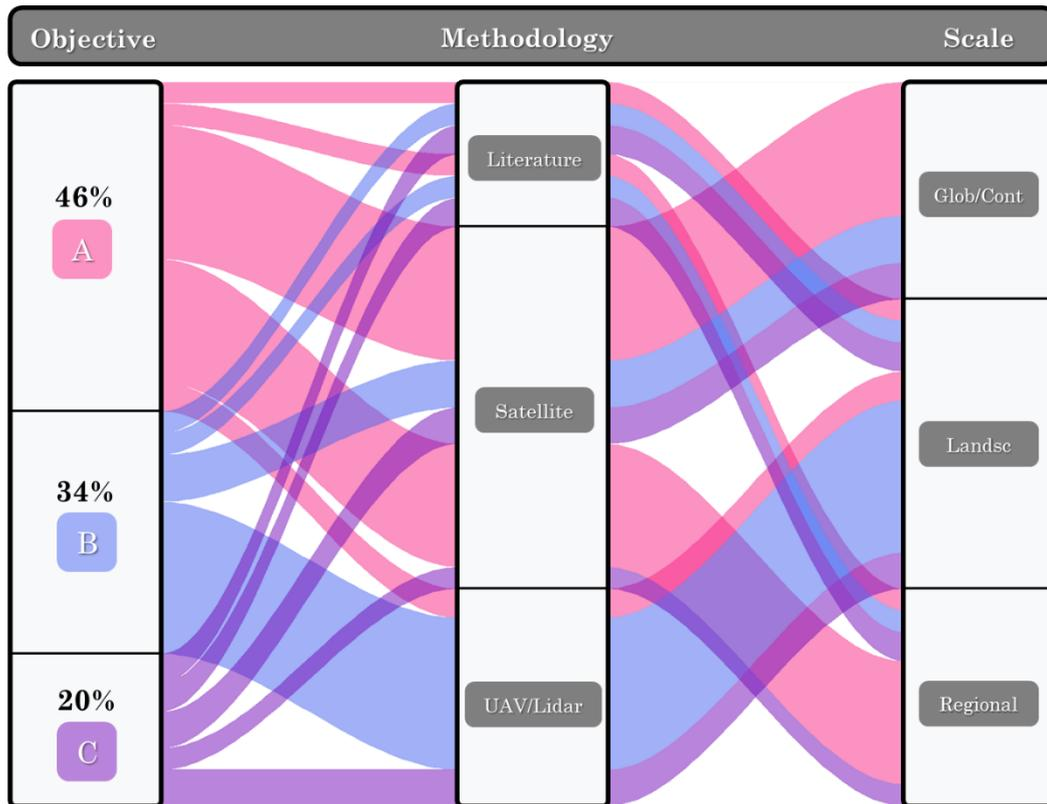 Objective Methodology Scale
46%
A
34%
B
20%
C
Literature
Satellite
UAV/Lidar
Glob/Cont
Landsc
Regional